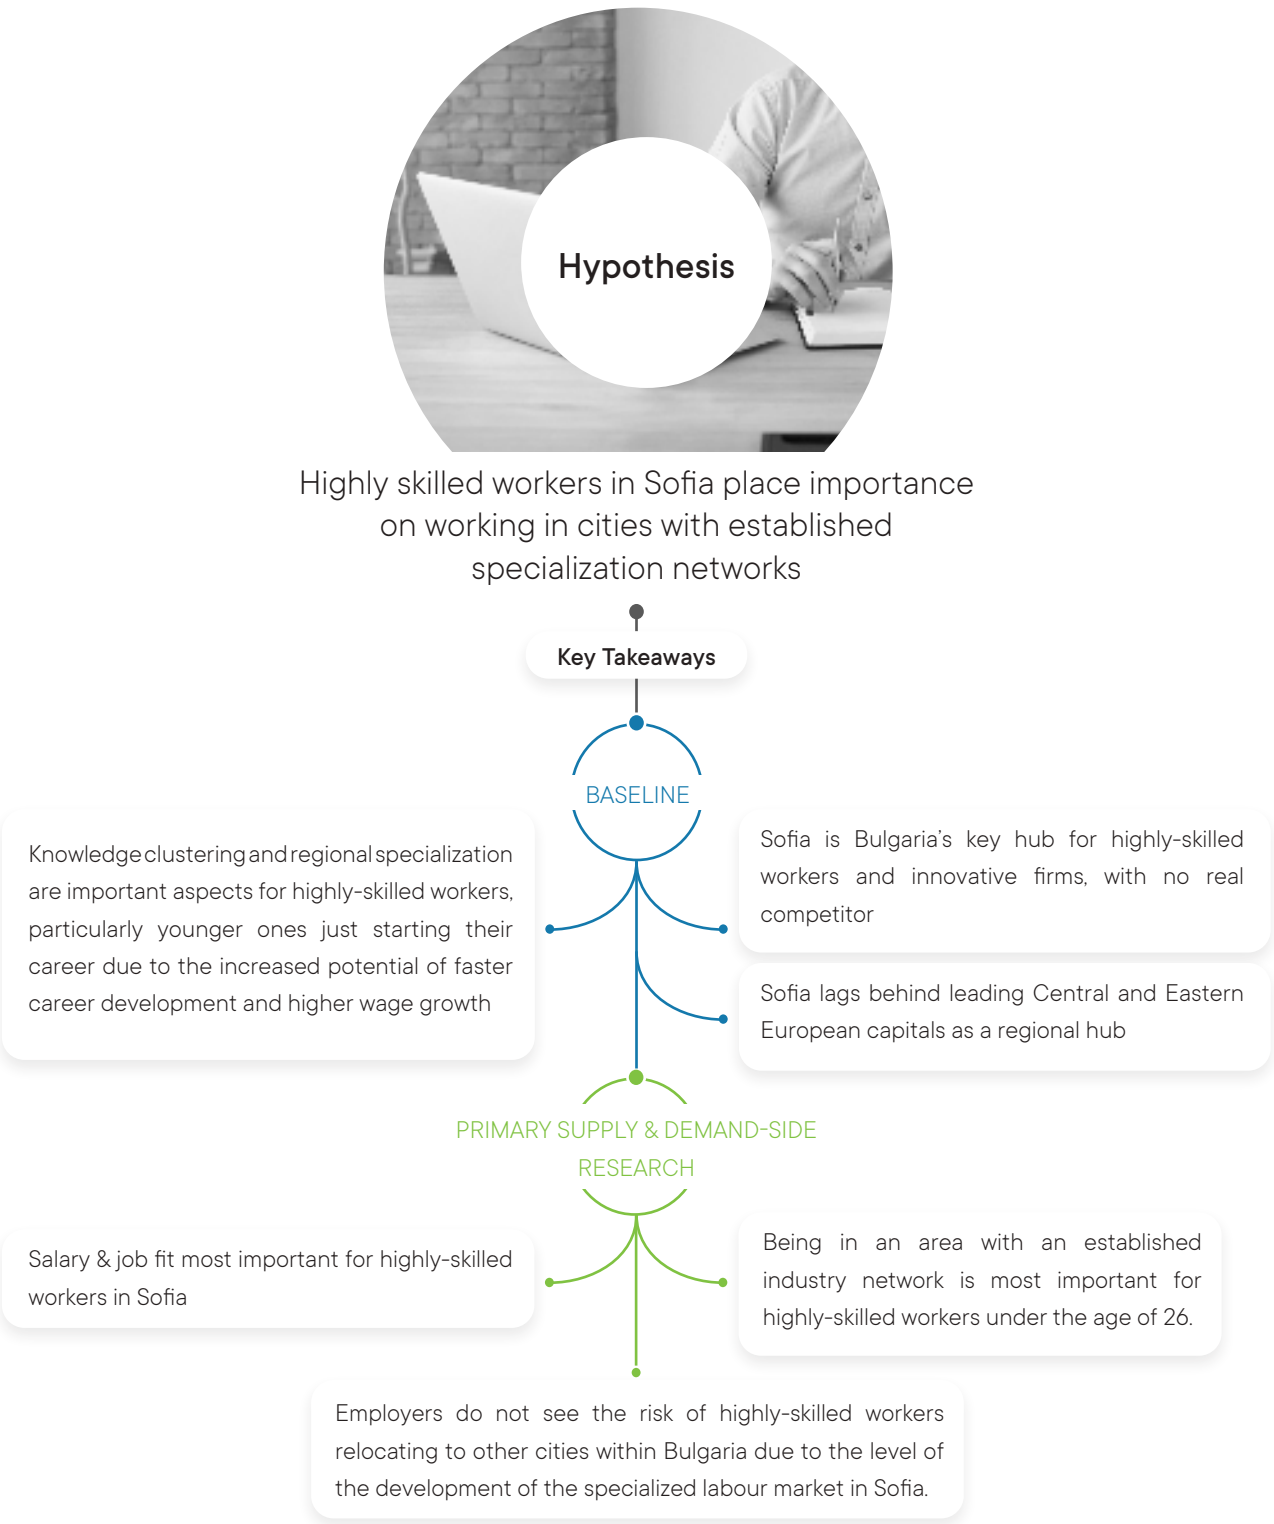 Hypothesis
Highly skilled workers in Sofia place importance
on working in cities with established
specialization networks
Key Takeaways
BASELINE
Knowledge clustering and regional specialization
are important aspects for highly-skilled workers,
particularly younger ones just starting their
career due to the increased potential of faster
career development and higher wage growth
Sofia is Bulgaria’s key hub for highly-skilled
workers and innovative firms, with no real
competitor
Sofia lags behind leading Central and Eastern
European capitals as a regional hub
PRIMARY SUPPLY & DEMAND-SIDE
RESEARCH
Salary & job fit most important for highly-skilled
workers in Sofia
Being in an area with an established
industry network is most important for
highly-skilled workers under the age of 26.
Employers do not see the risk of highly-skilled workers
relocating to other cities within Bulgaria due to the level of
the development of the specialized labour market in Sofia.